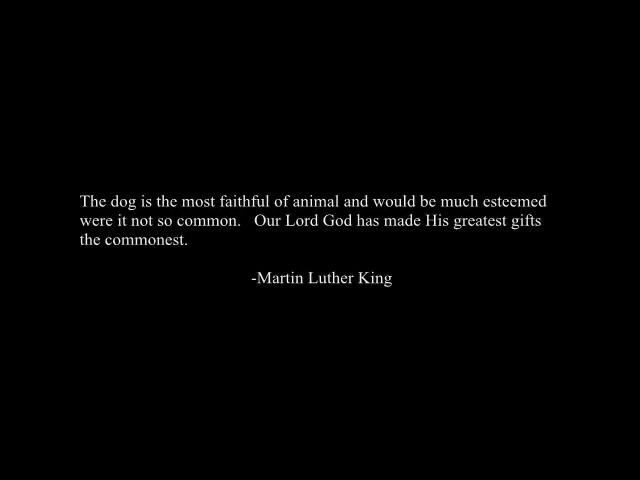 The dog is the most faithful of animal and would be much esteemed
were it not so common.   Our Lord God has made His greatest gifts
the commonest.
-Martin Luther King